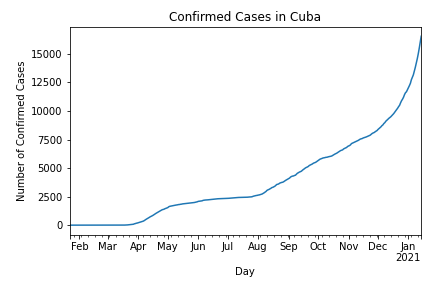 Confirmed Cases in Cuba
Number of Confirmed Cases
15000
12500
10000
7500
5000
2500
0
Feb Mar Apr May Jun Jul Aug Sep Oct Nov Dec Jan
2021
Day